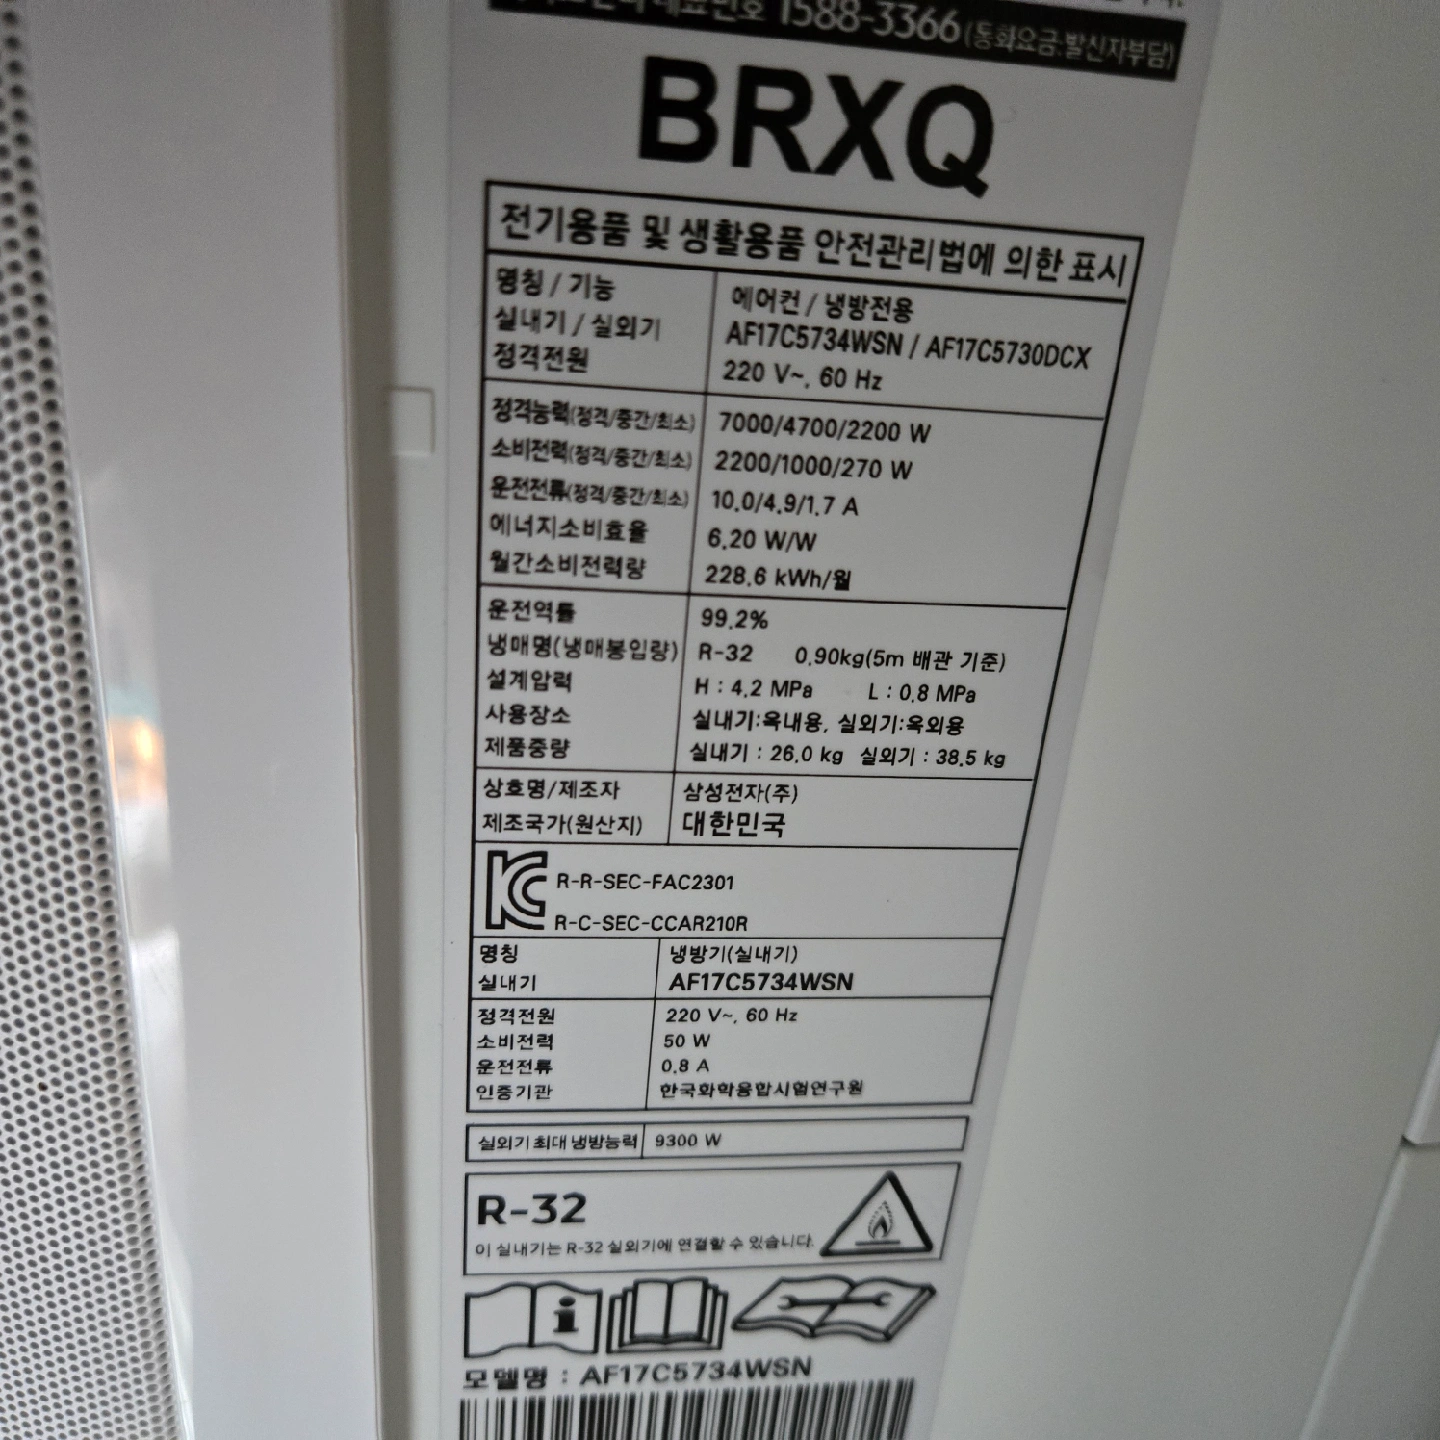 대표번호 1588-3366(통화요금:발신자부담)
BRXQ
전기용품 및 생활용품 안전관리법에 의한 표시
명칭 / 기능 에어컨 / 냉방전용
실내기 / 실외기 AF17C5734WSN / AF17C5730DCX
정격전원 220 V~, 60 Hz
정격능력(정격/중간/최소) 7000/4700/2200 W
소비전력(정격/중간/최소) 2200/1000/270 W
운전전류(정격/중간/최소) 10.0/4.9/1.7 A
에너지소비효율 6.20 W/W
월간소비전력량 228.6 kWh/월
운전역률 99.2%
냉매명(냉매봉입량) R-32 0.90kg(5m 배관 기준)
설계압력 H : 4.2 MPa L : 0.8 MPa
사용장소 실내기:옥내용, 실외기:옥외용
제품중량 실내기 : 26.0 kg 실외기 : 38.5 kg
상호명/제조자 삼성전자(주)
제조국가(원산지) 대한민국
KC R-R-SEC-FAC2301
R-C-SEC-CCAR210R
명칭 냉방기(실내기)
실내기 AF17C5734WSN
정격전원 220 V~, 60 Hz
소비전력 50 W
운전전류 0.8 A
인증기관 한국화학융합시험연구원
실외기 최대 냉방능력 9300 W
R-32
이 실내기는 R-32 실외기에 연결할 수 있습니다.
모델명 : AF17C5734WSN